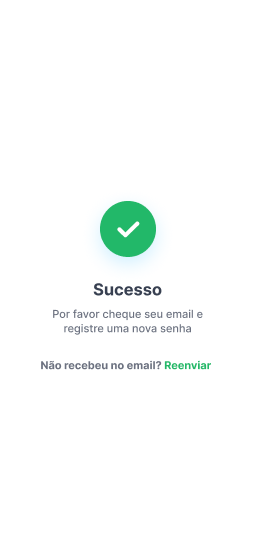 Sucesso
Por favor cheque seu email e
registre uma nova senha
Não recebeu no email? Reenviar